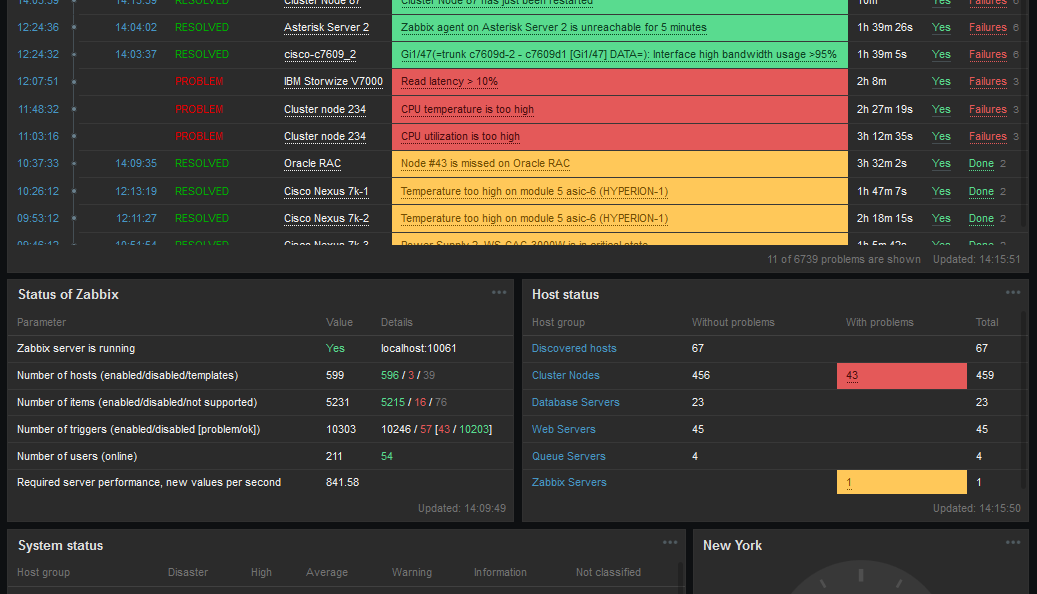 14:05:39 14:15:39 RESOLVED Cluster Node 67 Cluster Node 67 has just been restarted 10m Yes Failures 6
12:24:36 14:04:02 RESOLVED Asterisk Server 2 Zabbix agent on Asterisk Server 2 is unreachable for 5 minutes 1h 39m 26s Yes Failures 6
12:24:32 14:03:37 RESOLVED cisco-c7609_2 Gi1/47(=trunk c7609d-2 - c7609d1 [Gi1/47] DATA=): Interface high bandwidth usage >95% 1h 39m 5s Yes Failures 6
12:07:51 PROBLEM IBM Storwize V7000 Read latency > 10% 2h 8m Yes Failures 3
11:48:32 PROBLEM Cluster node 234 CPU temperature is too high 2h 27m 19s Yes Failures 3
11:03:16 PROBLEM Cluster node 234 CPU utilization is too high 3h 12m 35s Yes Failures 3
10:37:33 14:09:35 RESOLVED Oracle RAC Node #43 is missed on Oracle RAC 3h 32m 2s Yes Done 2
10:26:12 12:13:19 RESOLVED Cisco Nexus 7k-1 Temperature too high on module 5 asic-6 (HYPERION-1) 1h 47m 7s Yes Done 2
09:53:12 12:11:27 RESOLVED Cisco Nexus 7k-2 Temperature too high on module 5 asic-6 (HYPERION-1) 2h 18m 15s Yes Done 2
09:46:12 10:51:54 RESOLVED Cisco Nexus 7k-3 Power Supply 2, WS-CAC-3000W is in critical state 1h 5m 42s Yes Done 2
11 of 6739 problems are shown Updated: 14:15:51
Status of Zabbix
Parameter Value Details
Zabbix server is running Yes localhost:10061
Number of hosts (enabled/disabled/templates) 599 596 / 3 / 39
Number of items (enabled/disabled/not supported) 5231 5215 / 16 / 76
Number of triggers (enabled/disabled [problem/ok]) 10303 10246 / 57 [43 / 10203]
Number of users (online) 211 54
Required server performance, new values per second 841.58
Updated: 14:09:49
Host status
Host group Without problems With problems Total
Discovered hosts 67 67
Cluster Nodes 456 43 459
Database Servers 23 23
Web Servers 45 45
Queue Servers 4 4
Zabbix Servers 1 1
Updated: 14:15:50
System status
Host group Disaster High Average Warning Information Not classified
New York